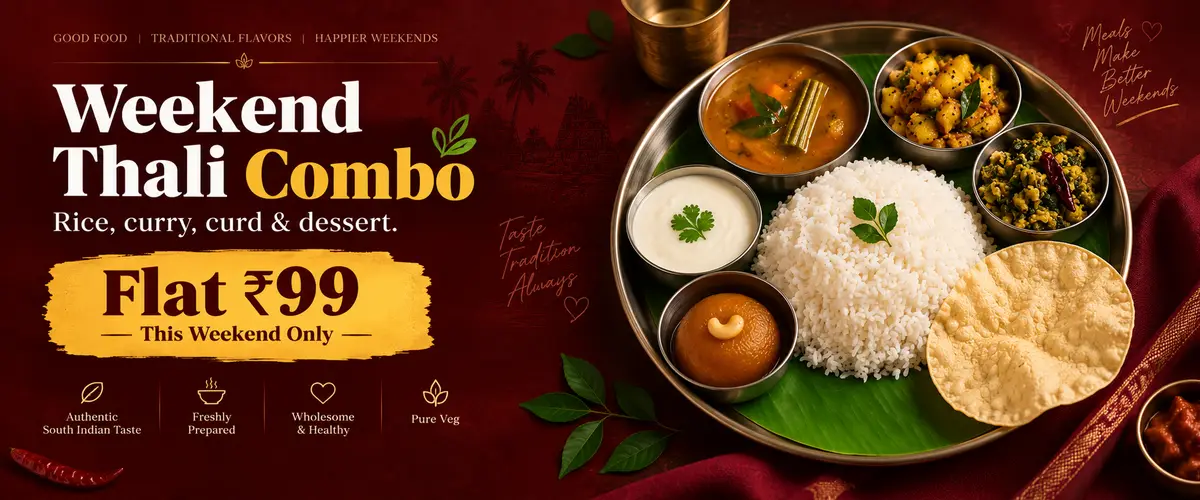 GOOD FOOD | TRADITIONAL FLAVORS | HAPPIER WEEKENDS
Weekend
Thali Combo
Rice, curry, curd & dessert.
Flat ₹99
This Weekend Only
Authentic
South Indian Taste
Freshly
Prepared
Wholesome
& Healthy
Pure Veg
Taste
Tradition
Always
Meals
Make
Better
Weekends